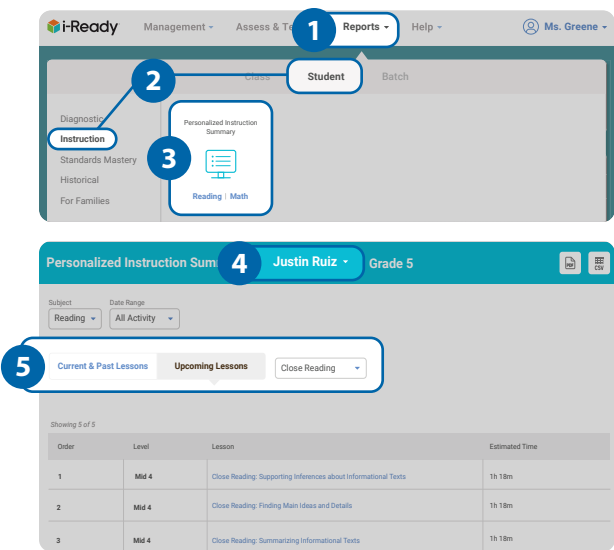 i-Ready Management Assess & Te 1 Reports Help Ms. Greene
2 Class Student Batch
Diagnostic
Instruction
Standards Mastery
Historical
For Families
3
Personalized Instruction
Summary
Reading | Math
Personalized Instruction Sum 4 Justin Ruiz Grade 5 PDF CSV
Subject Date Range
Reading All Activity
5 Current & Past Lessons Upcoming Lessons Close Reading
Showing 5 of 5
Order Level Lesson Estimated Time
1 Mid 4 Close Reading: Supporting Inferences about Informational Texts 1h 18m
2 Mid 4 Close Reading: Finding Main Ideas and Details 1h 18m
3 Mid 4 Close Reading: Summarizing Informational Texts 1h 18m